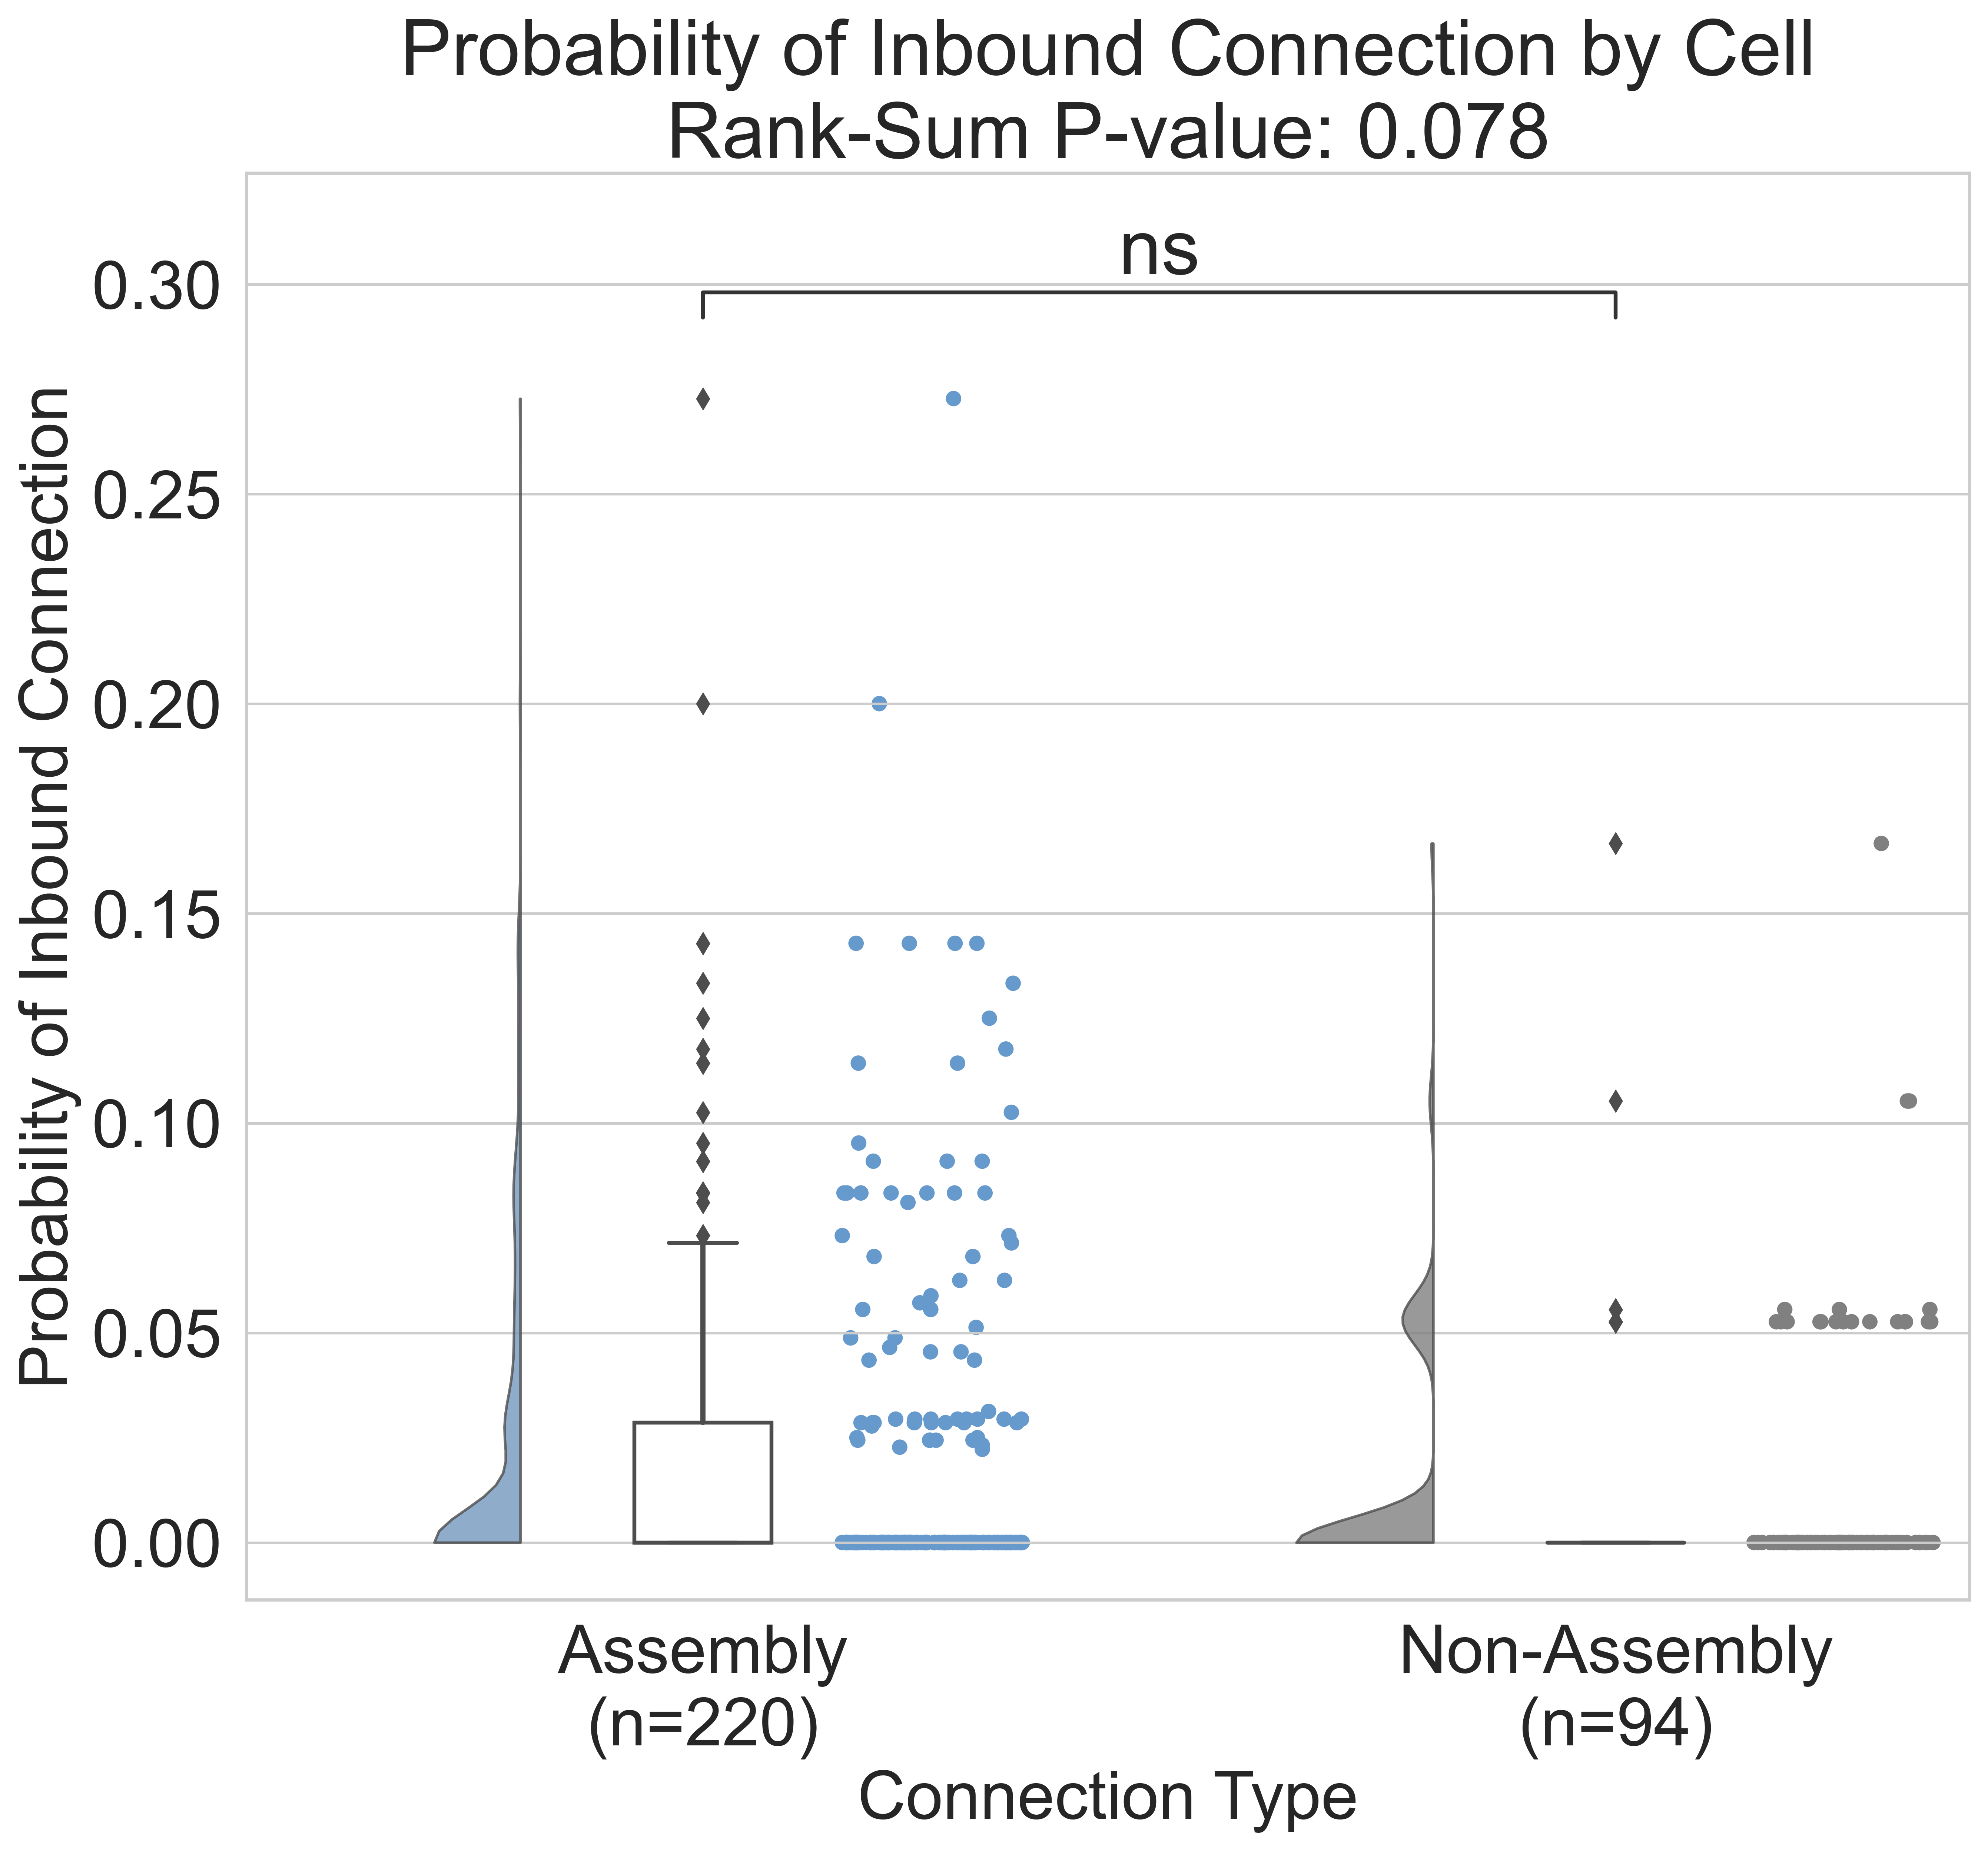 Probability of Inbound Connection by Cell
Rank-Sum P-value: 0.078
ns
0.30
0.25
0.20
0.15
0.10
0.05
0.00
Probability of Inbound Connection
Assembly
(n=220)
Non-Assembly
(n=94)
Connection Type